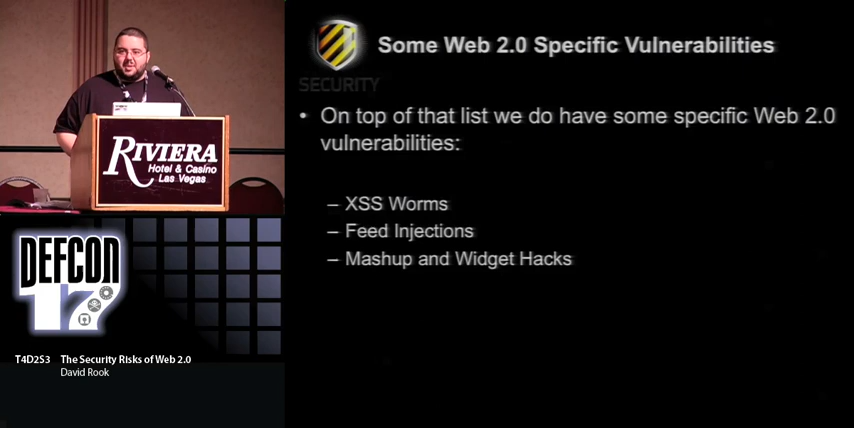 Some Web 2.0 Specific Vulnerabilities
SECURITY
• On top of that list we do have some specific Web 2.0
vulnerabilities:
– XSS Worms
– Feed Injections
– Mashup and Widget Hacks
RIVIERA
Hotel & Casino
Las Vegas
DEFCON
17
T4D2S3 The Security Risks of Web 2.0
David Rook